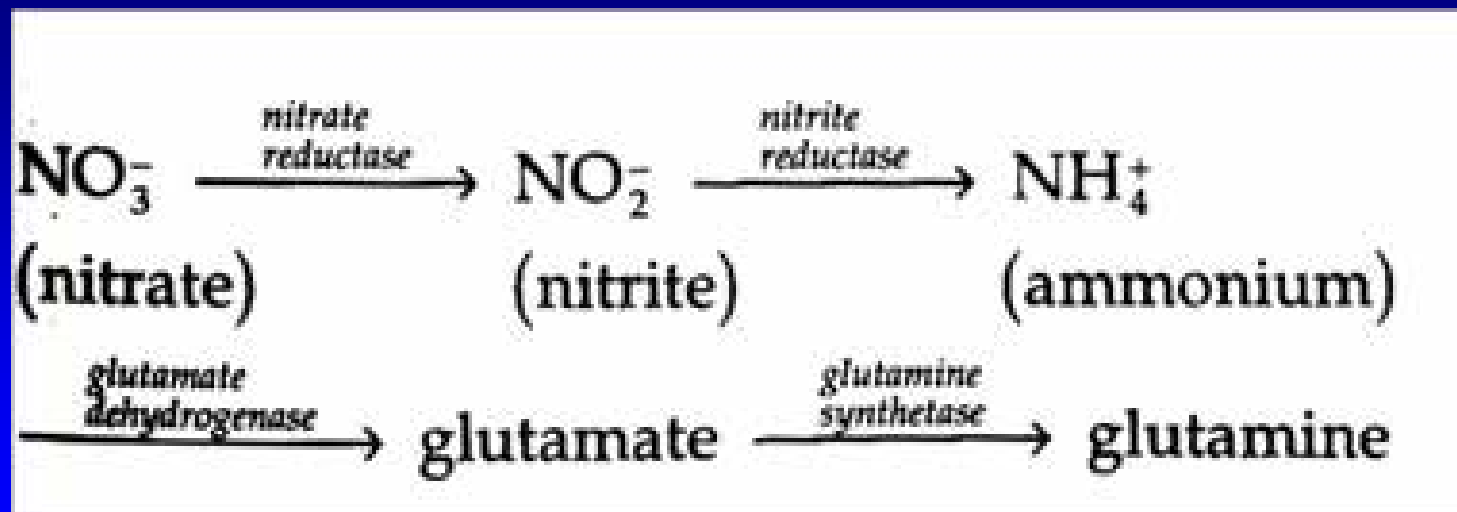 nitrate nitrite
reductase reductase
NO₃⁻ → NO₂⁻ → NH₄⁺
(nitrate) (nitrite) (ammonium)
glutamate glutamine
dehydrogenase synthetase
→ glutamate → glutamine